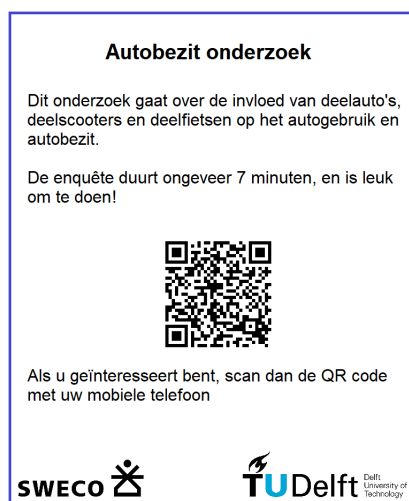 Autobezit onderzoek
Dit onderzoek gaat over de invloed van deelauto's,
deelscooters en deelfietsen op het autogebruik en
autobezit.
De enquête duurt ongeveer 7 minuten, en is leuk
om te doen!
Als u geïnteresseert bent, scan dan de QR code
met uw mobiele telefoon
SWECO
TUDelft
Delft
University of
Technology